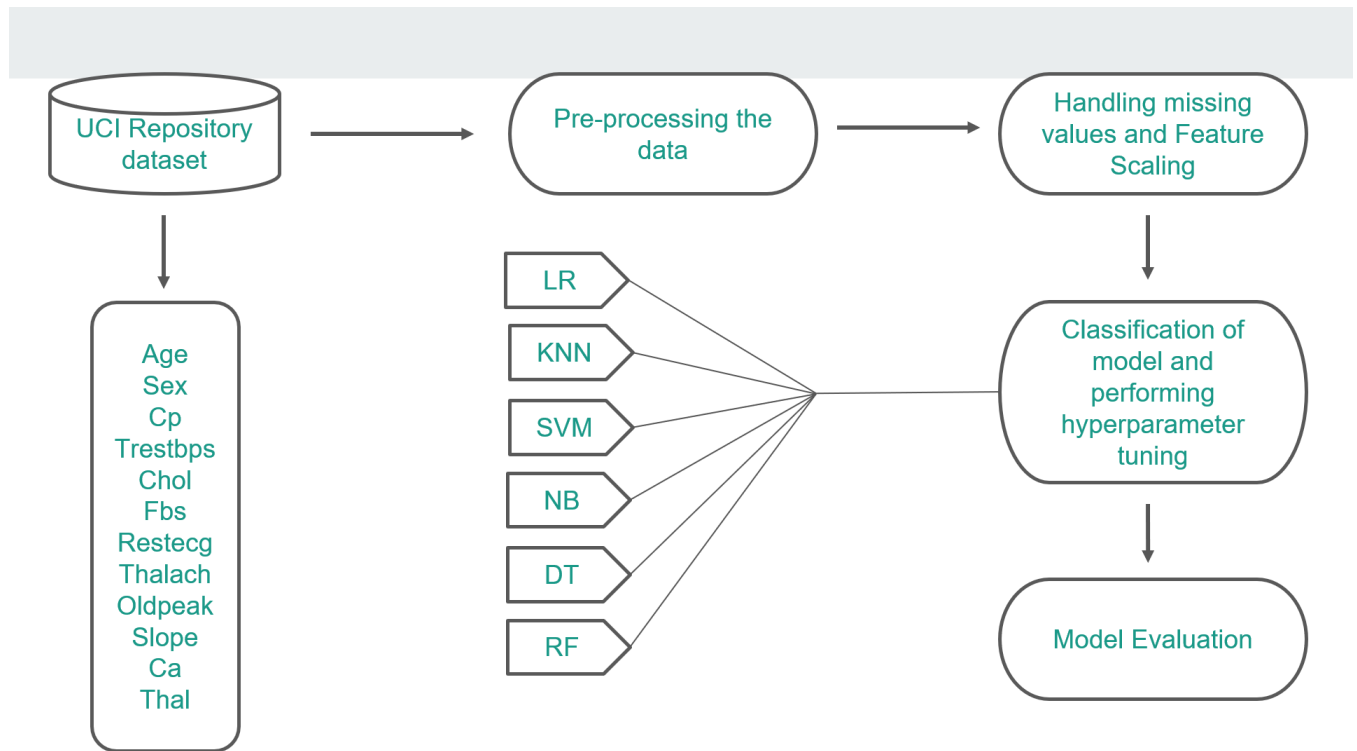 UCI Repository
dataset
Pre-processing the
data
Handling missing
values and Feature
Scaling
Age
Sex
Cp
Trestbps
Chol
Fbs
Restecg
Thalach
Oldpeak
Slope
Ca
Thal
LR
KNN
SVM
NB
DT
RF
Classification of
model and
performing
hyperparameter
tuning
Model Evaluation